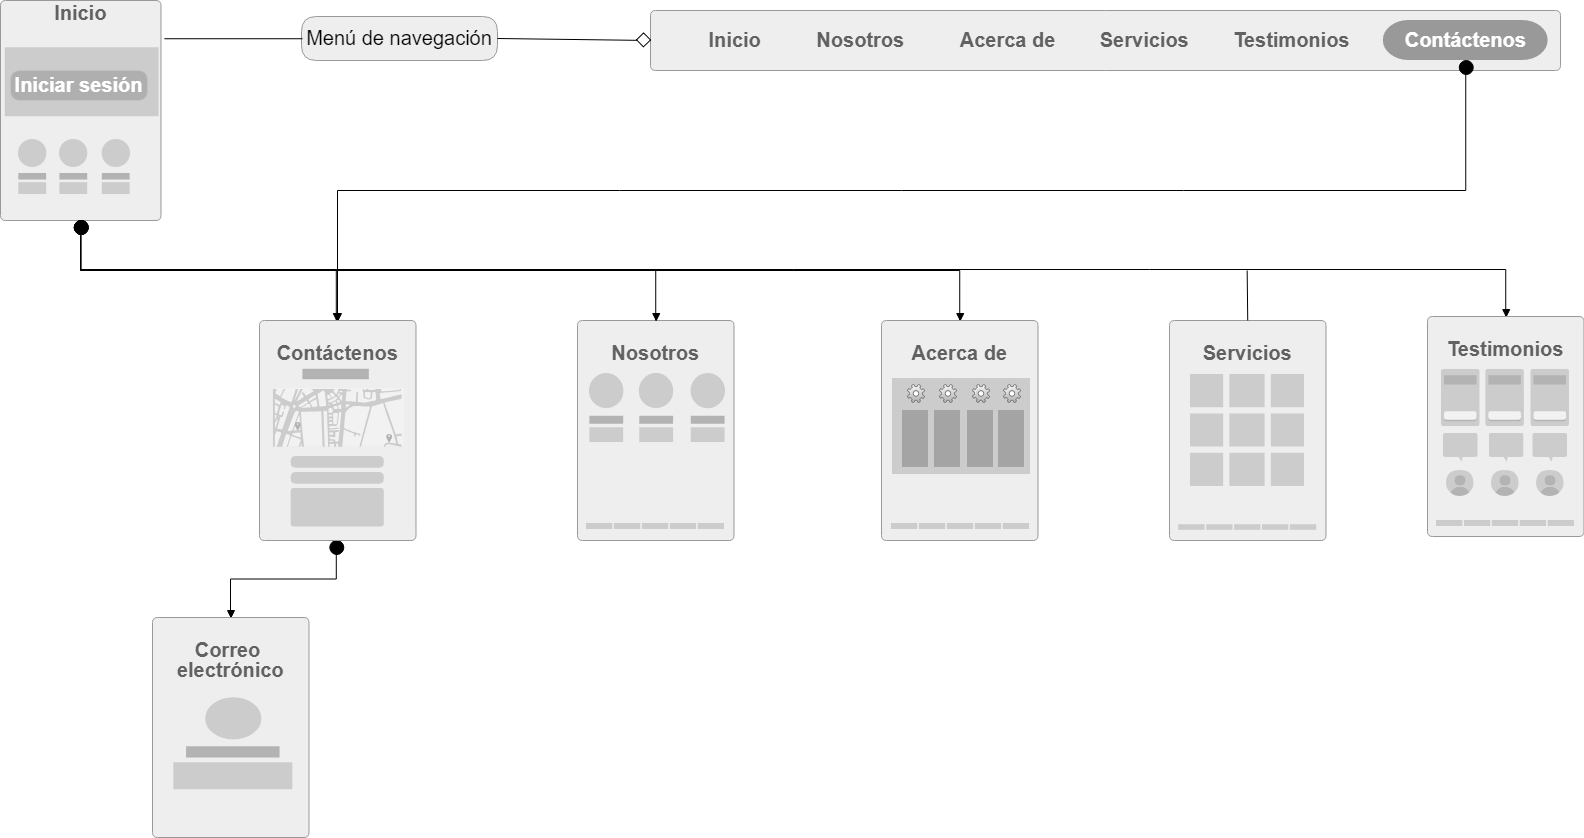 Inicio
Iniciar sesión
Menú de navegación
Inicio
Nosotros
Acerca de
Servicios
Testimonios
Contáctenos
Contáctenos
Nosotros
Acerca de
Servicios
Testimonios
Correo
electrónico